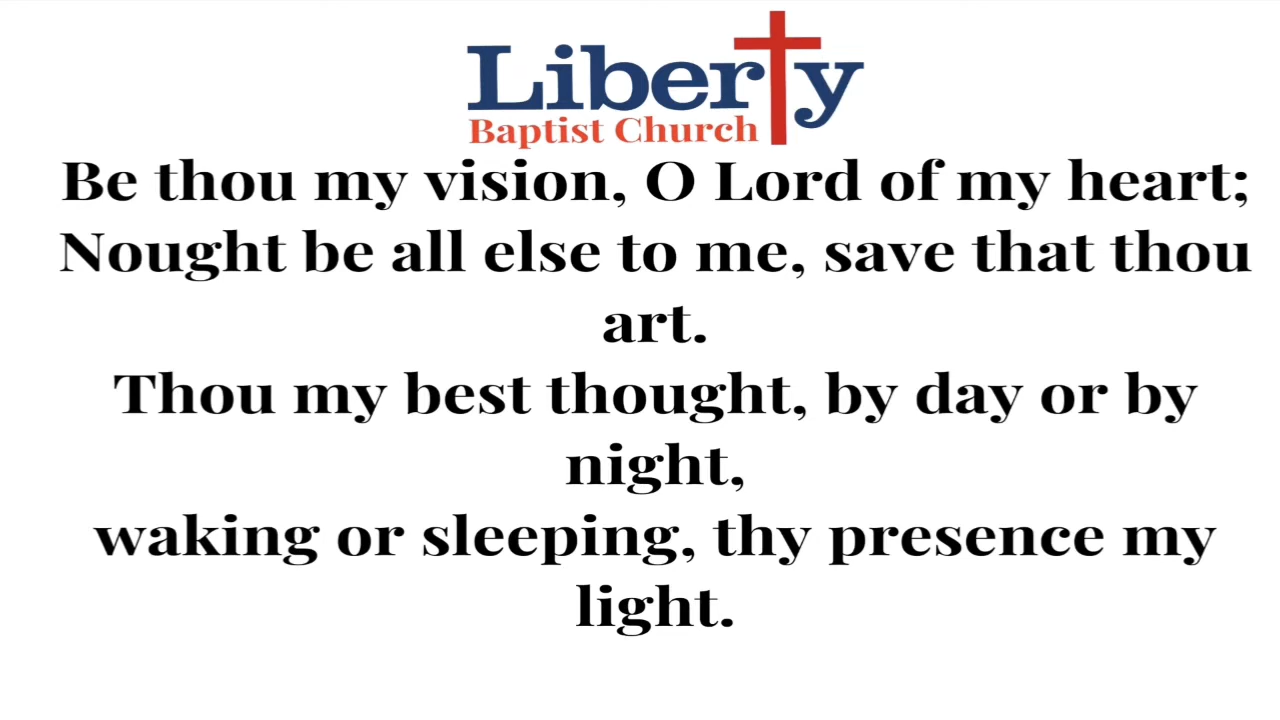 Liberty
Baptist Church
Be thou my vision, O Lord of my heart;
Nought be all else to me, save that thou
art.
Thou my best thought, by day or by
night,
waking or sleeping, thy presence my
light.